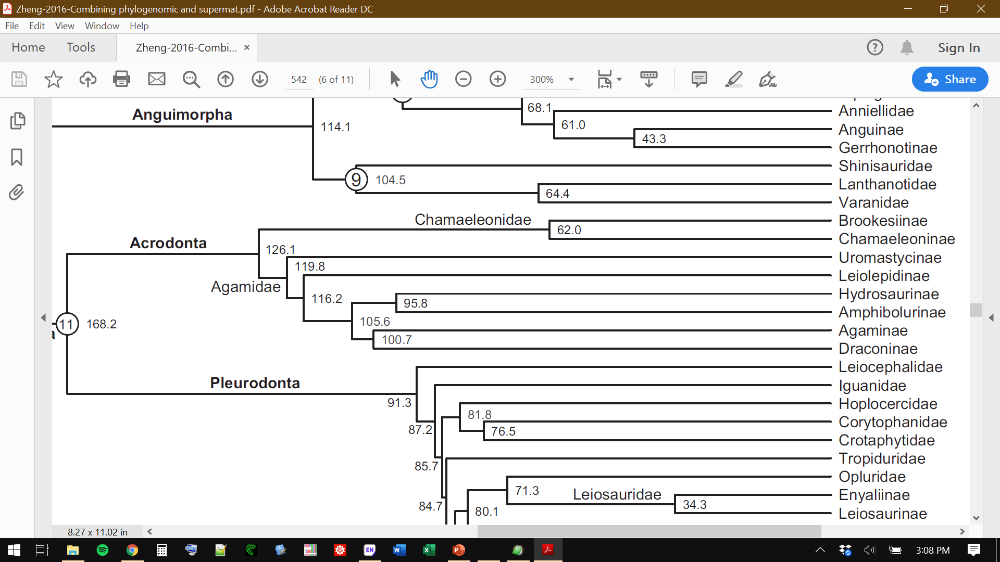 Zheng-2016-Combining phylogenomic and supermat.pdf - Adobe Acrobat Reader DC
File Edit View Window Help
Home Tools Zheng-2016-Combi... × Sign In
542 (6 of 11) 300% Share
Anguimorpha
114.1
68.1
61.0
43.3
Anniellidae
Anguinae
Gerrhonotinae
9 104.5
64.4
Shinisauridae
Lanthanotidae
Varanidae
Chamaeleonidae
62.0
Brookesiinae
Chamaeleoninae
Acrodonta
126.1
119.8
Agamidae
116.2
95.8
105.6
100.7
Uromastycinae
Leiolepidinae
Hydrosaurinae
Amphibolurinae
Agaminae
Draconinae
11 168.2
a
Pleurodonta
91.3
87.2
81.8
76.5
85.7
84.7
71.3
Leiosauridae
34.3
80.1
Leiocephalidae
Iguanidae
Hoplocercidae
Corytophanidae
Crotaphytidae
Tropiduridae
Opluridae
Enyaliinae
Leiosaurinae
8.27 x 11.02 in
EN
3:08 PM